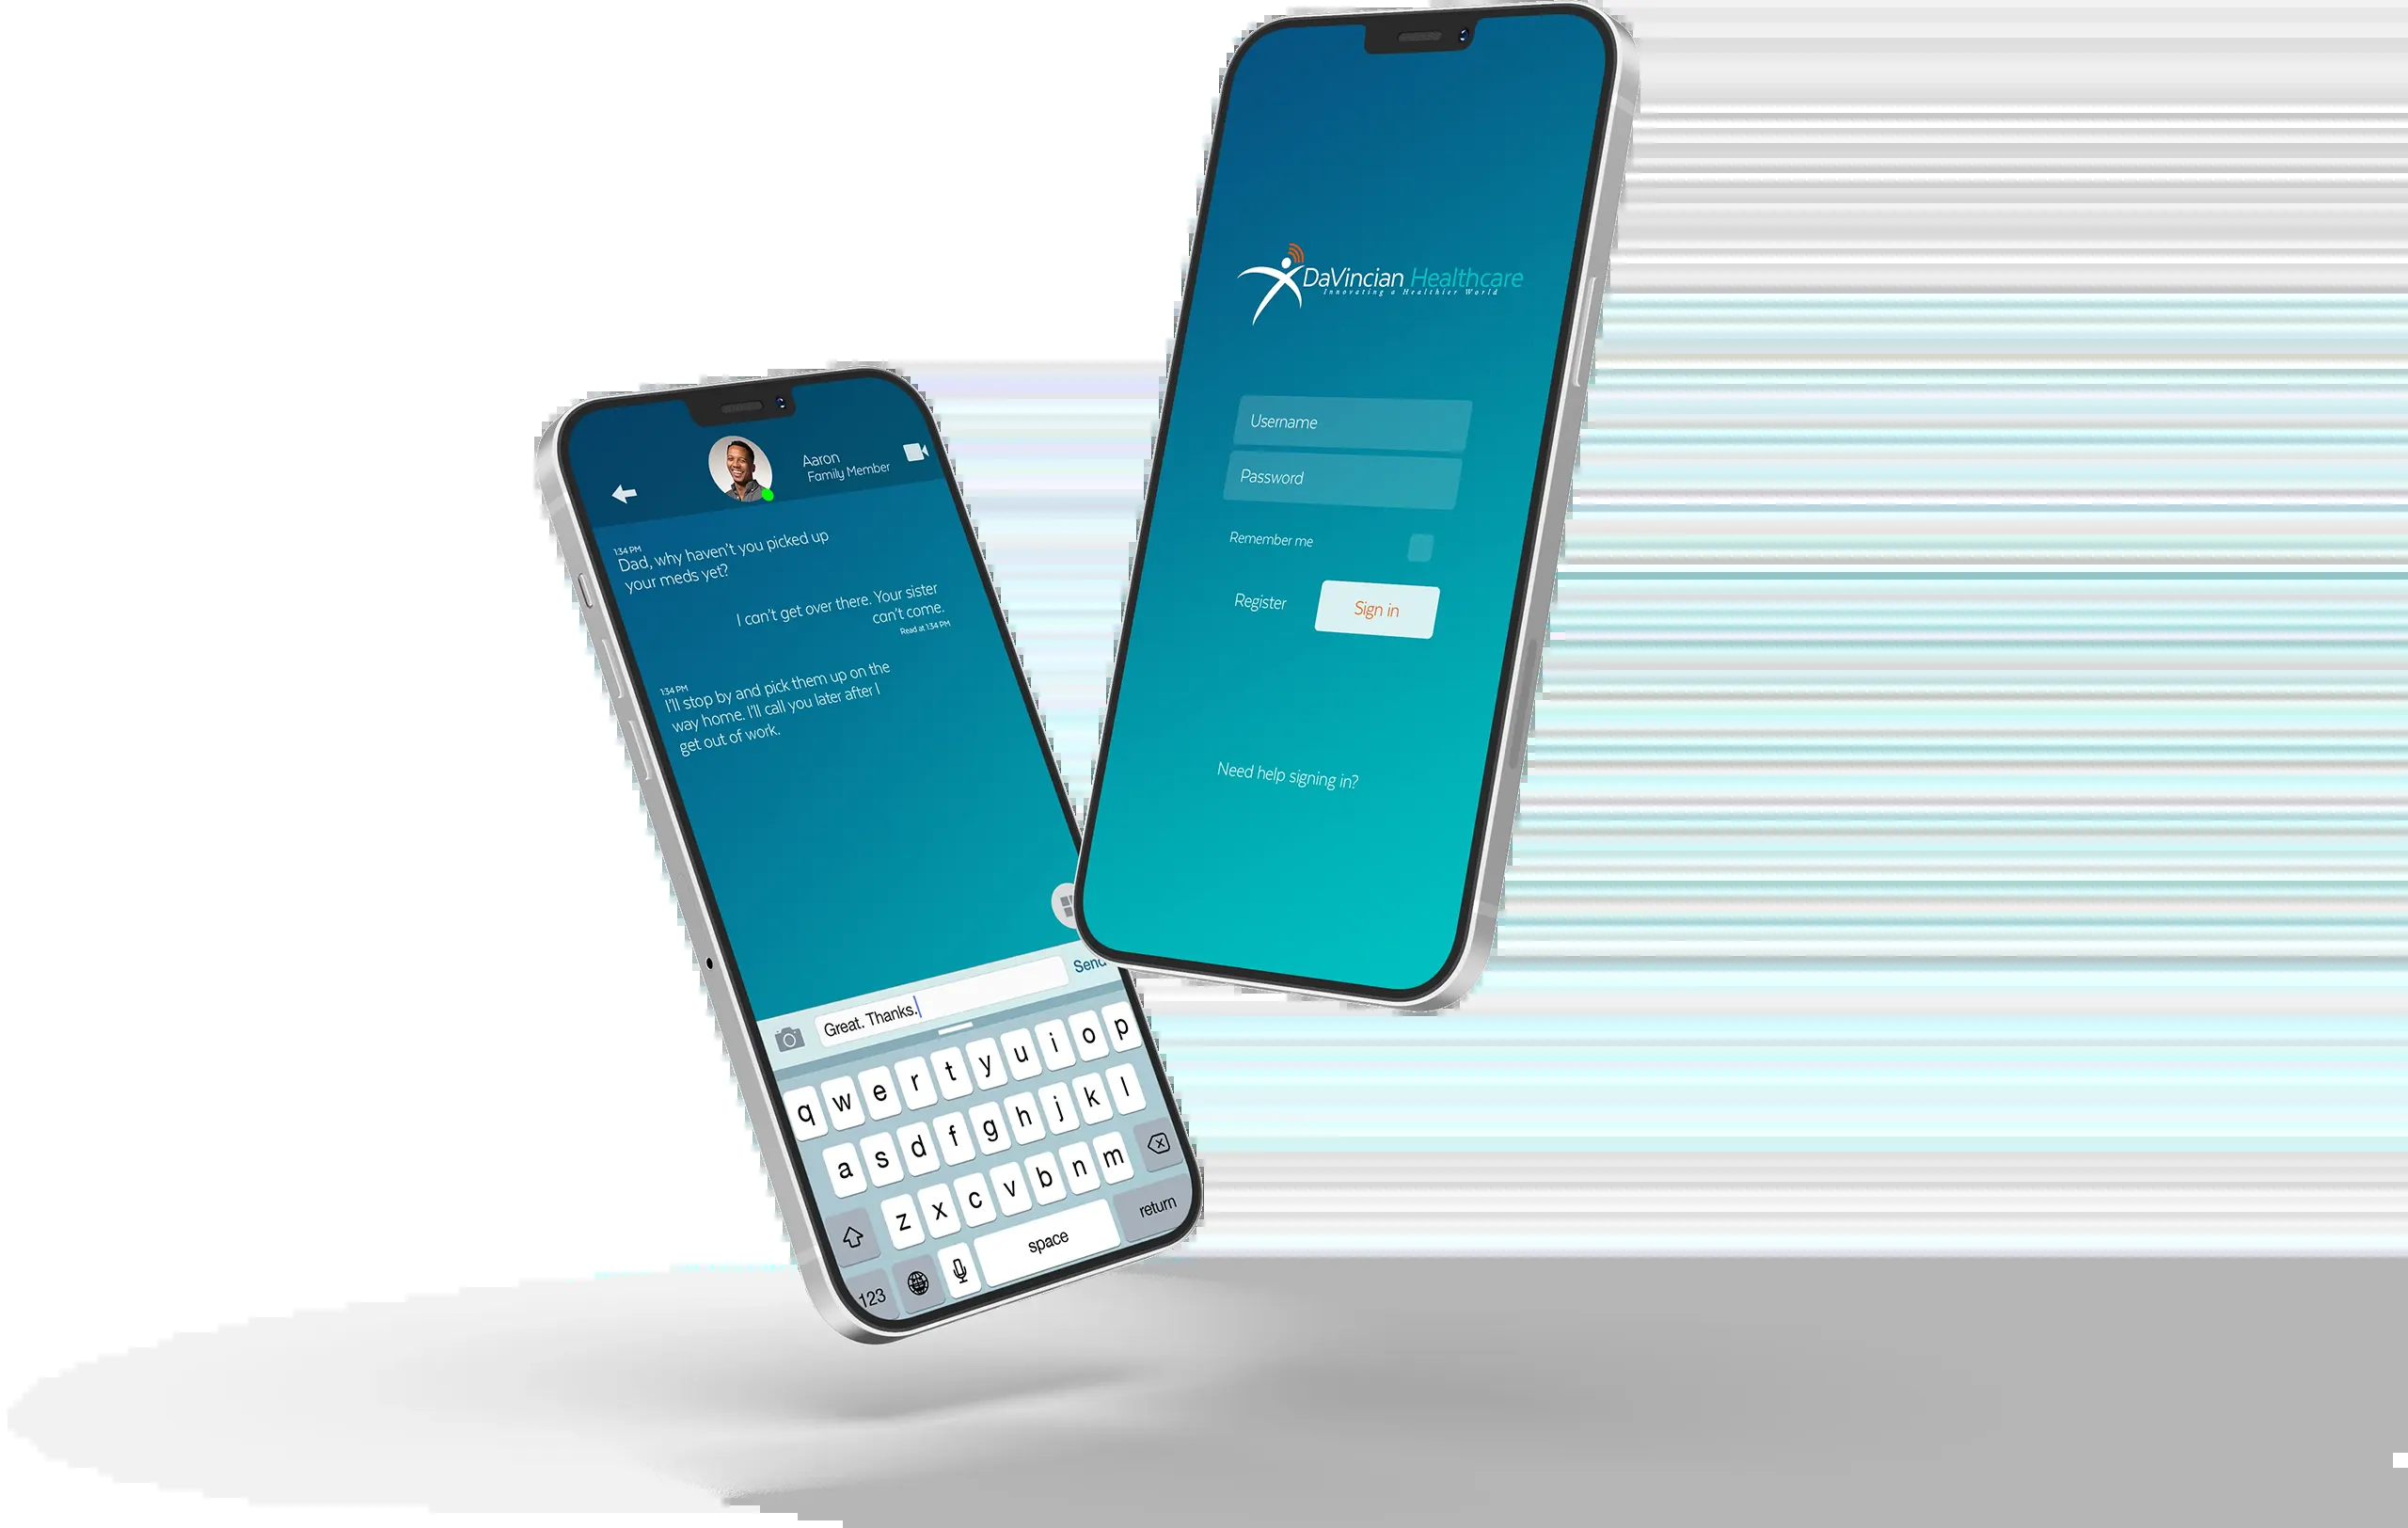 Aaron
Family Member
1:34 PM
Dad, why haven't you picked up
your meds yet?
I can't get over there. Your sister
can't come.
Read at 1:34 PM
1:34 PM
I'll stop by and pick them up on the
way home. I'll call you later after I
get out of work.
Great. Thanks.
Send
q w e r t y u i o p
a s d f g h j k l
z x c v b n m
123
space
return
DaVincian Healthcare
Innovating a Healthier World
Username
Password
Remember me
Register
Sign in
Need help signing in?